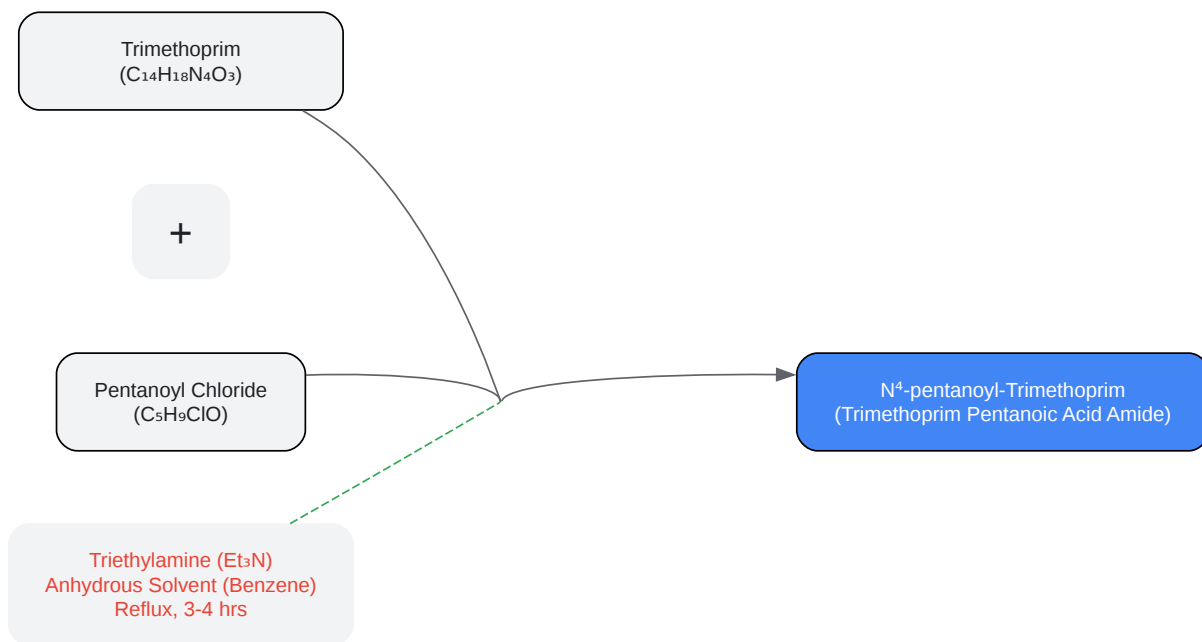 Trimethoprim
(C₁₄H₁₈N₄O₃)
+
Pentanoyl Chloride
(C₅H₉ClO)
N⁴-pentanoyl-Trimethoprim
(Trimethoprim Pentanoic Acid Amide)
Triethylamine (Et₃N)
Anhydrous Solvent (Benzene)
Reflux, 3-4 hrs